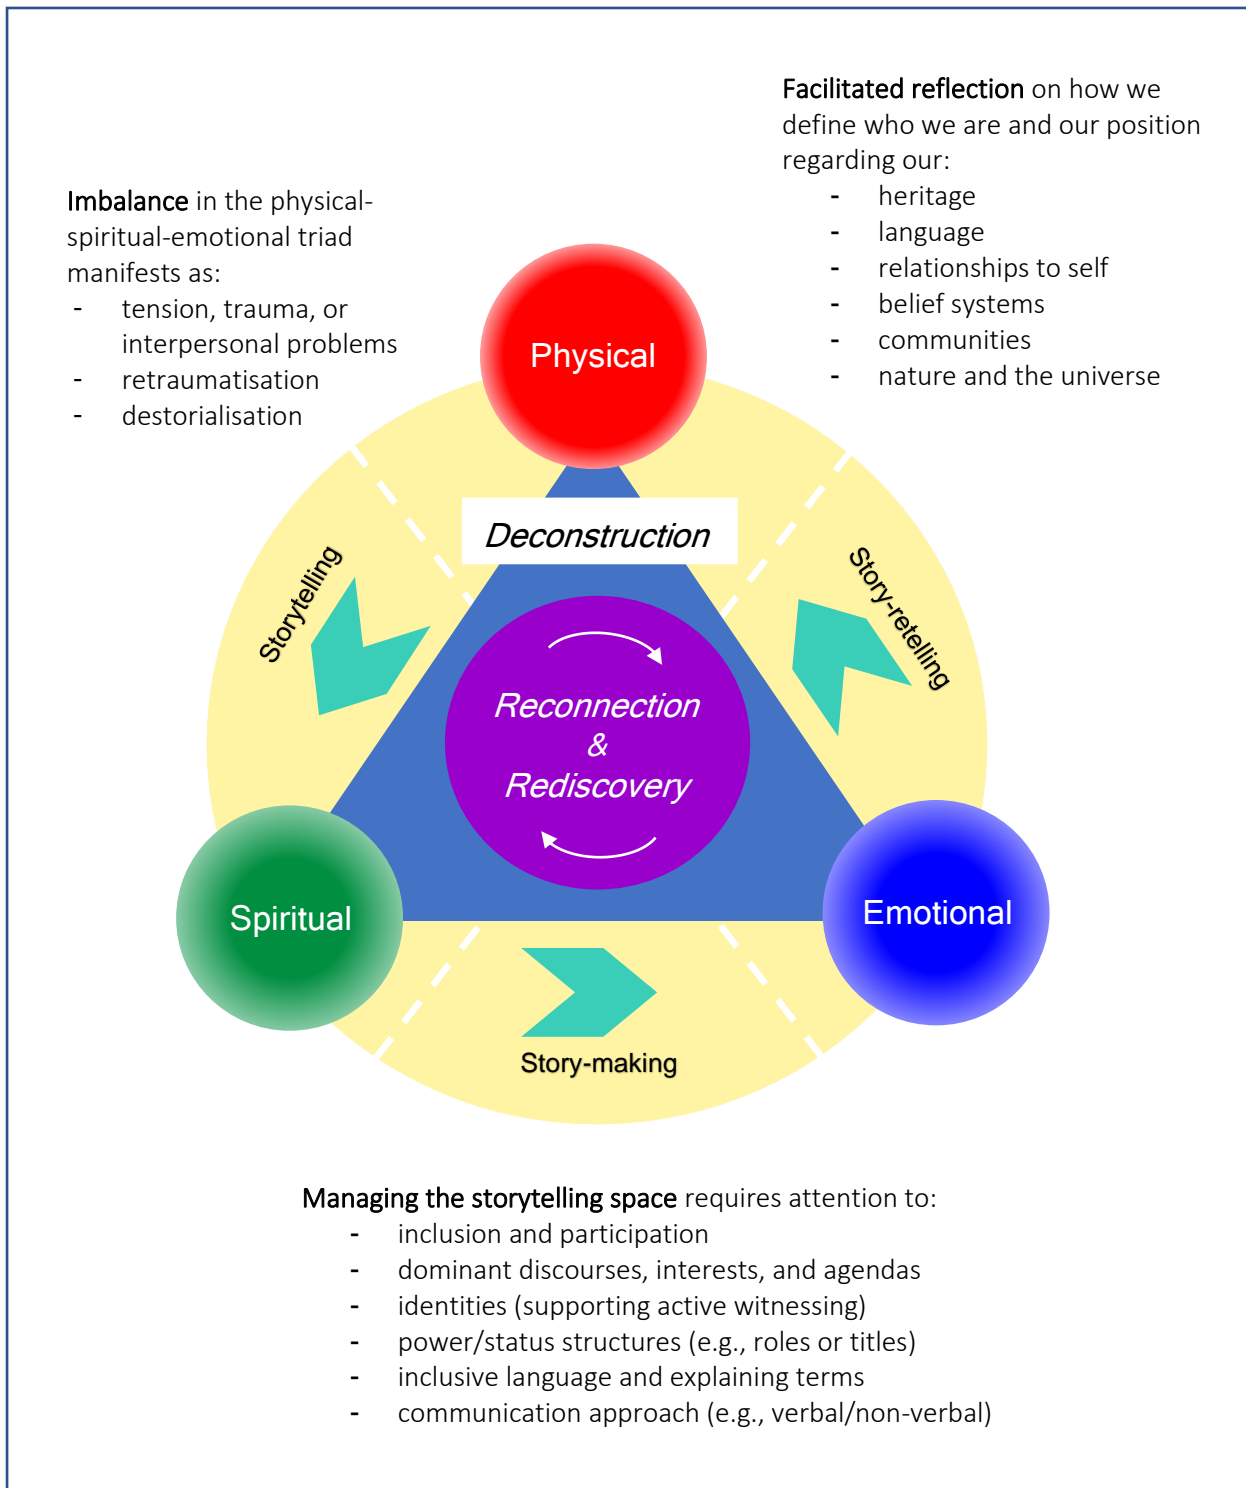 Facilitated reflection on how we
define who we are and our position
regarding our:
- heritage
- language
- relationships to self
- belief systems
- communities
- nature and the universe
Imbalance in the physical-
spiritual-emotional triad
manifests as:
- tension, trauma, or
interpersonal problems
- retraumatisation
- destorialisation
Physical
Deconstruction
Storytelling
Story-retelling
Reconnection
&
Rediscovery
Spiritual
Emotional
Story-making
Managing the storytelling space requires attention to:
- inclusion and participation
- dominant discourses, interests, and agendas
- identities (supporting active witnessing)
- power/status structures (e.g., roles or titles)
- inclusive language and explaining terms
- communication approach (e.g., verbal/non-verbal)